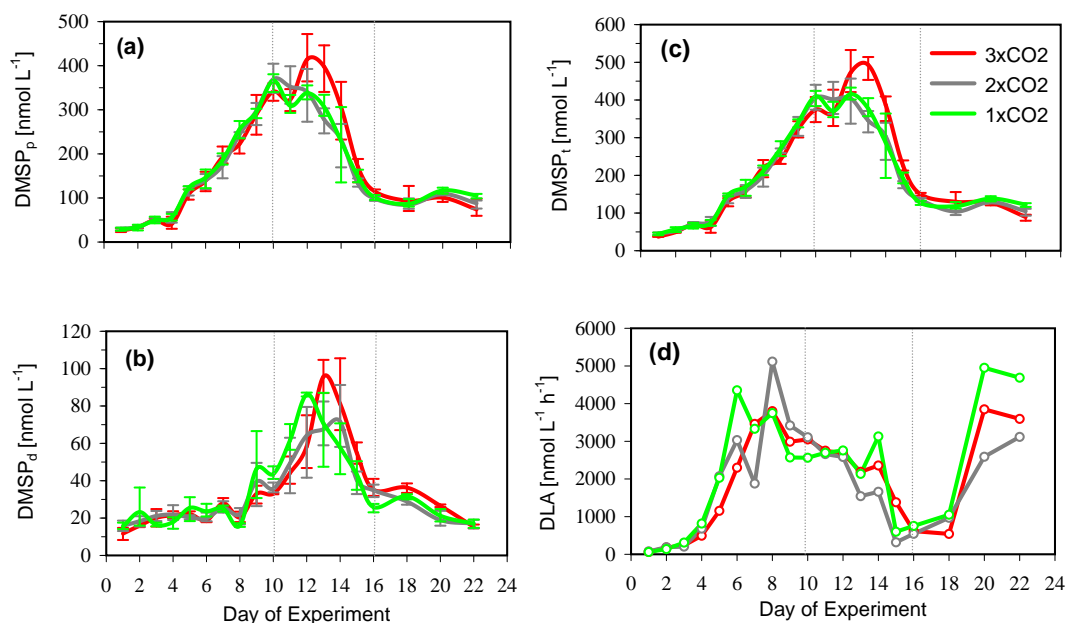 (a)
DMSPp [nmol L-1]
500
400
300
200
100
0
(c)
DMSPt [nmol L-1]
600
500
400
300
200
100
0
3xCO2
2xCO2
1xCO2
(b)
DMSPd [nmol L-1]
120
100
80
60
40
20
0
0 2 4 6 8 10 12 14 16 18 20 22 24
Day of Experiment
(d)
DLA [nmol L-1 h-1]
6000
5000
4000
3000
2000
1000
0
0 2 4 6 8 10 12 14 16 18 20 22 24
Day of Experiment